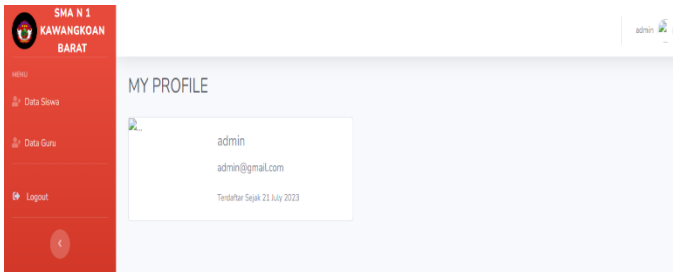 SMA N 1
KAWANGKOAN
BARAT
admin
MENU
Data Siswa
Data Guru
Logout
MY PROFILE
admin
admin@gmail.com
Terdaftar Sejak 21 July 2023